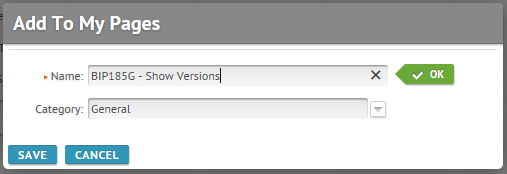 Add To My Pages
Name: BIP185G - Show Versions OK
Category: General
SAVE CANCEL